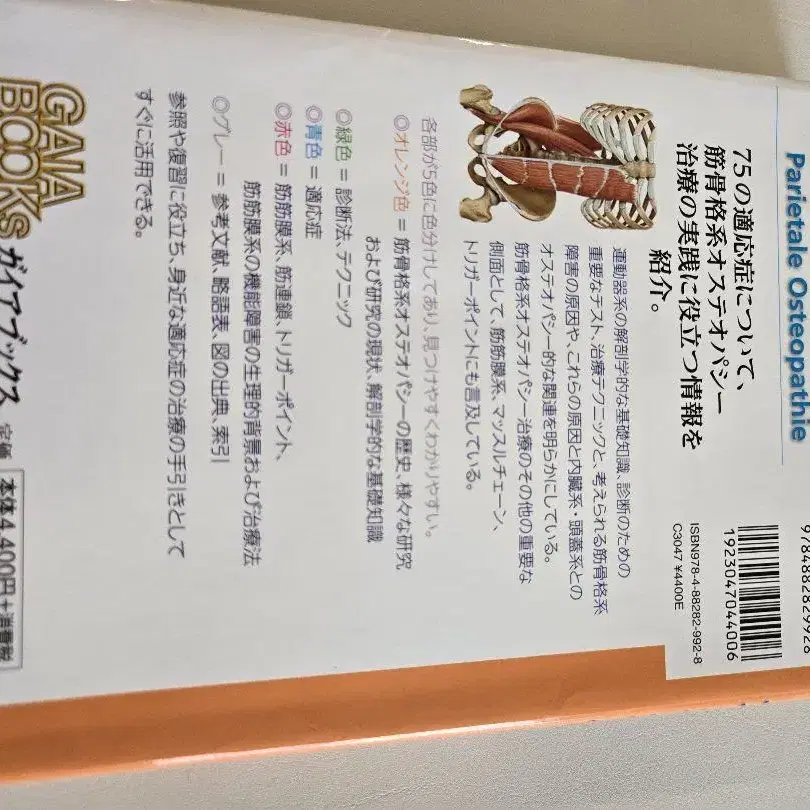 Parietale Osteopathie
75の適応症について、
筋骨格系オステオパシー
治療の実践に役立つ情報を
紹介。
運動器系の解剖学的な基礎知識、診断のための
重要なテスト、治療テクニックと、考えられる筋骨格系
障害の原因や、これらの原因と内臓系・頭蓋系との
オステオパシー的な関連を明らかにしている。
筋骨格系オステオパシー治療のその他の重要な
側面として、筋筋膜系、マッスルチェーン、
トリガーポイントにも言及している。
各部が5色に色分けしてあり、見つけやすくわかりやすい。
◎オレンジ色 = 筋骨格系オステオパシーの歴史、様々な研究
および研究の現状、解剖学的な基礎知識
◎緑色 = 診断法、テクニック
◎青色 = 適応症
◎赤色 = 筋筋膜系、筋連鎖、トリガーポイント、
筋筋膜系の機能障害の生理的背景および治療法
◎グレー = 参考文献、略語表、図の出典、索引
参照や復習に役立ち、身近な適応症の治療の手引きとして
すぐに活用できる。
9784882829928
1923047044006
ISBN978-4-88282-992-8
C3047 ¥4400E
GAIA
BOOKS
ガイアブックス
定価
本体4,400円+消費税